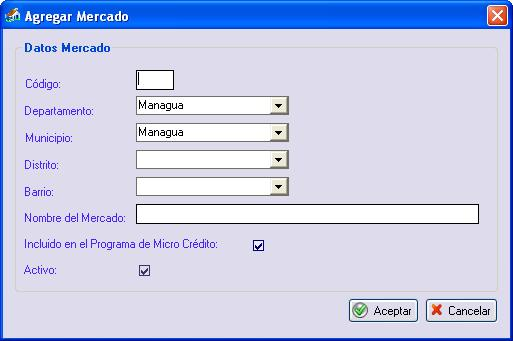 Agregar Mercado
Datos Mercado
Código:
Departamento: Managua
Municipio: Managua
Distrito:
Barrio:
Nombre del Mercado:
Incluido en el Programa de Micro Crédito:
Activo:
Aceptar Cancelar